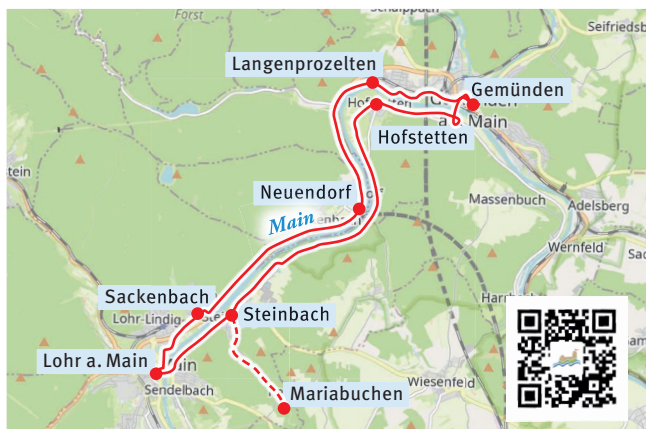 Forst
Seifriedsb
Langenprozelten
Gemünden
Main
Hofstetten
Neuendorf
Massenbuch
Adelsberg
Main
Wernfeld
Sackenbach
Steinbach
Lohr-Lindig
Lohr a. Main
Main
Wiesenfeld
Mariabuchen
Sendelbach